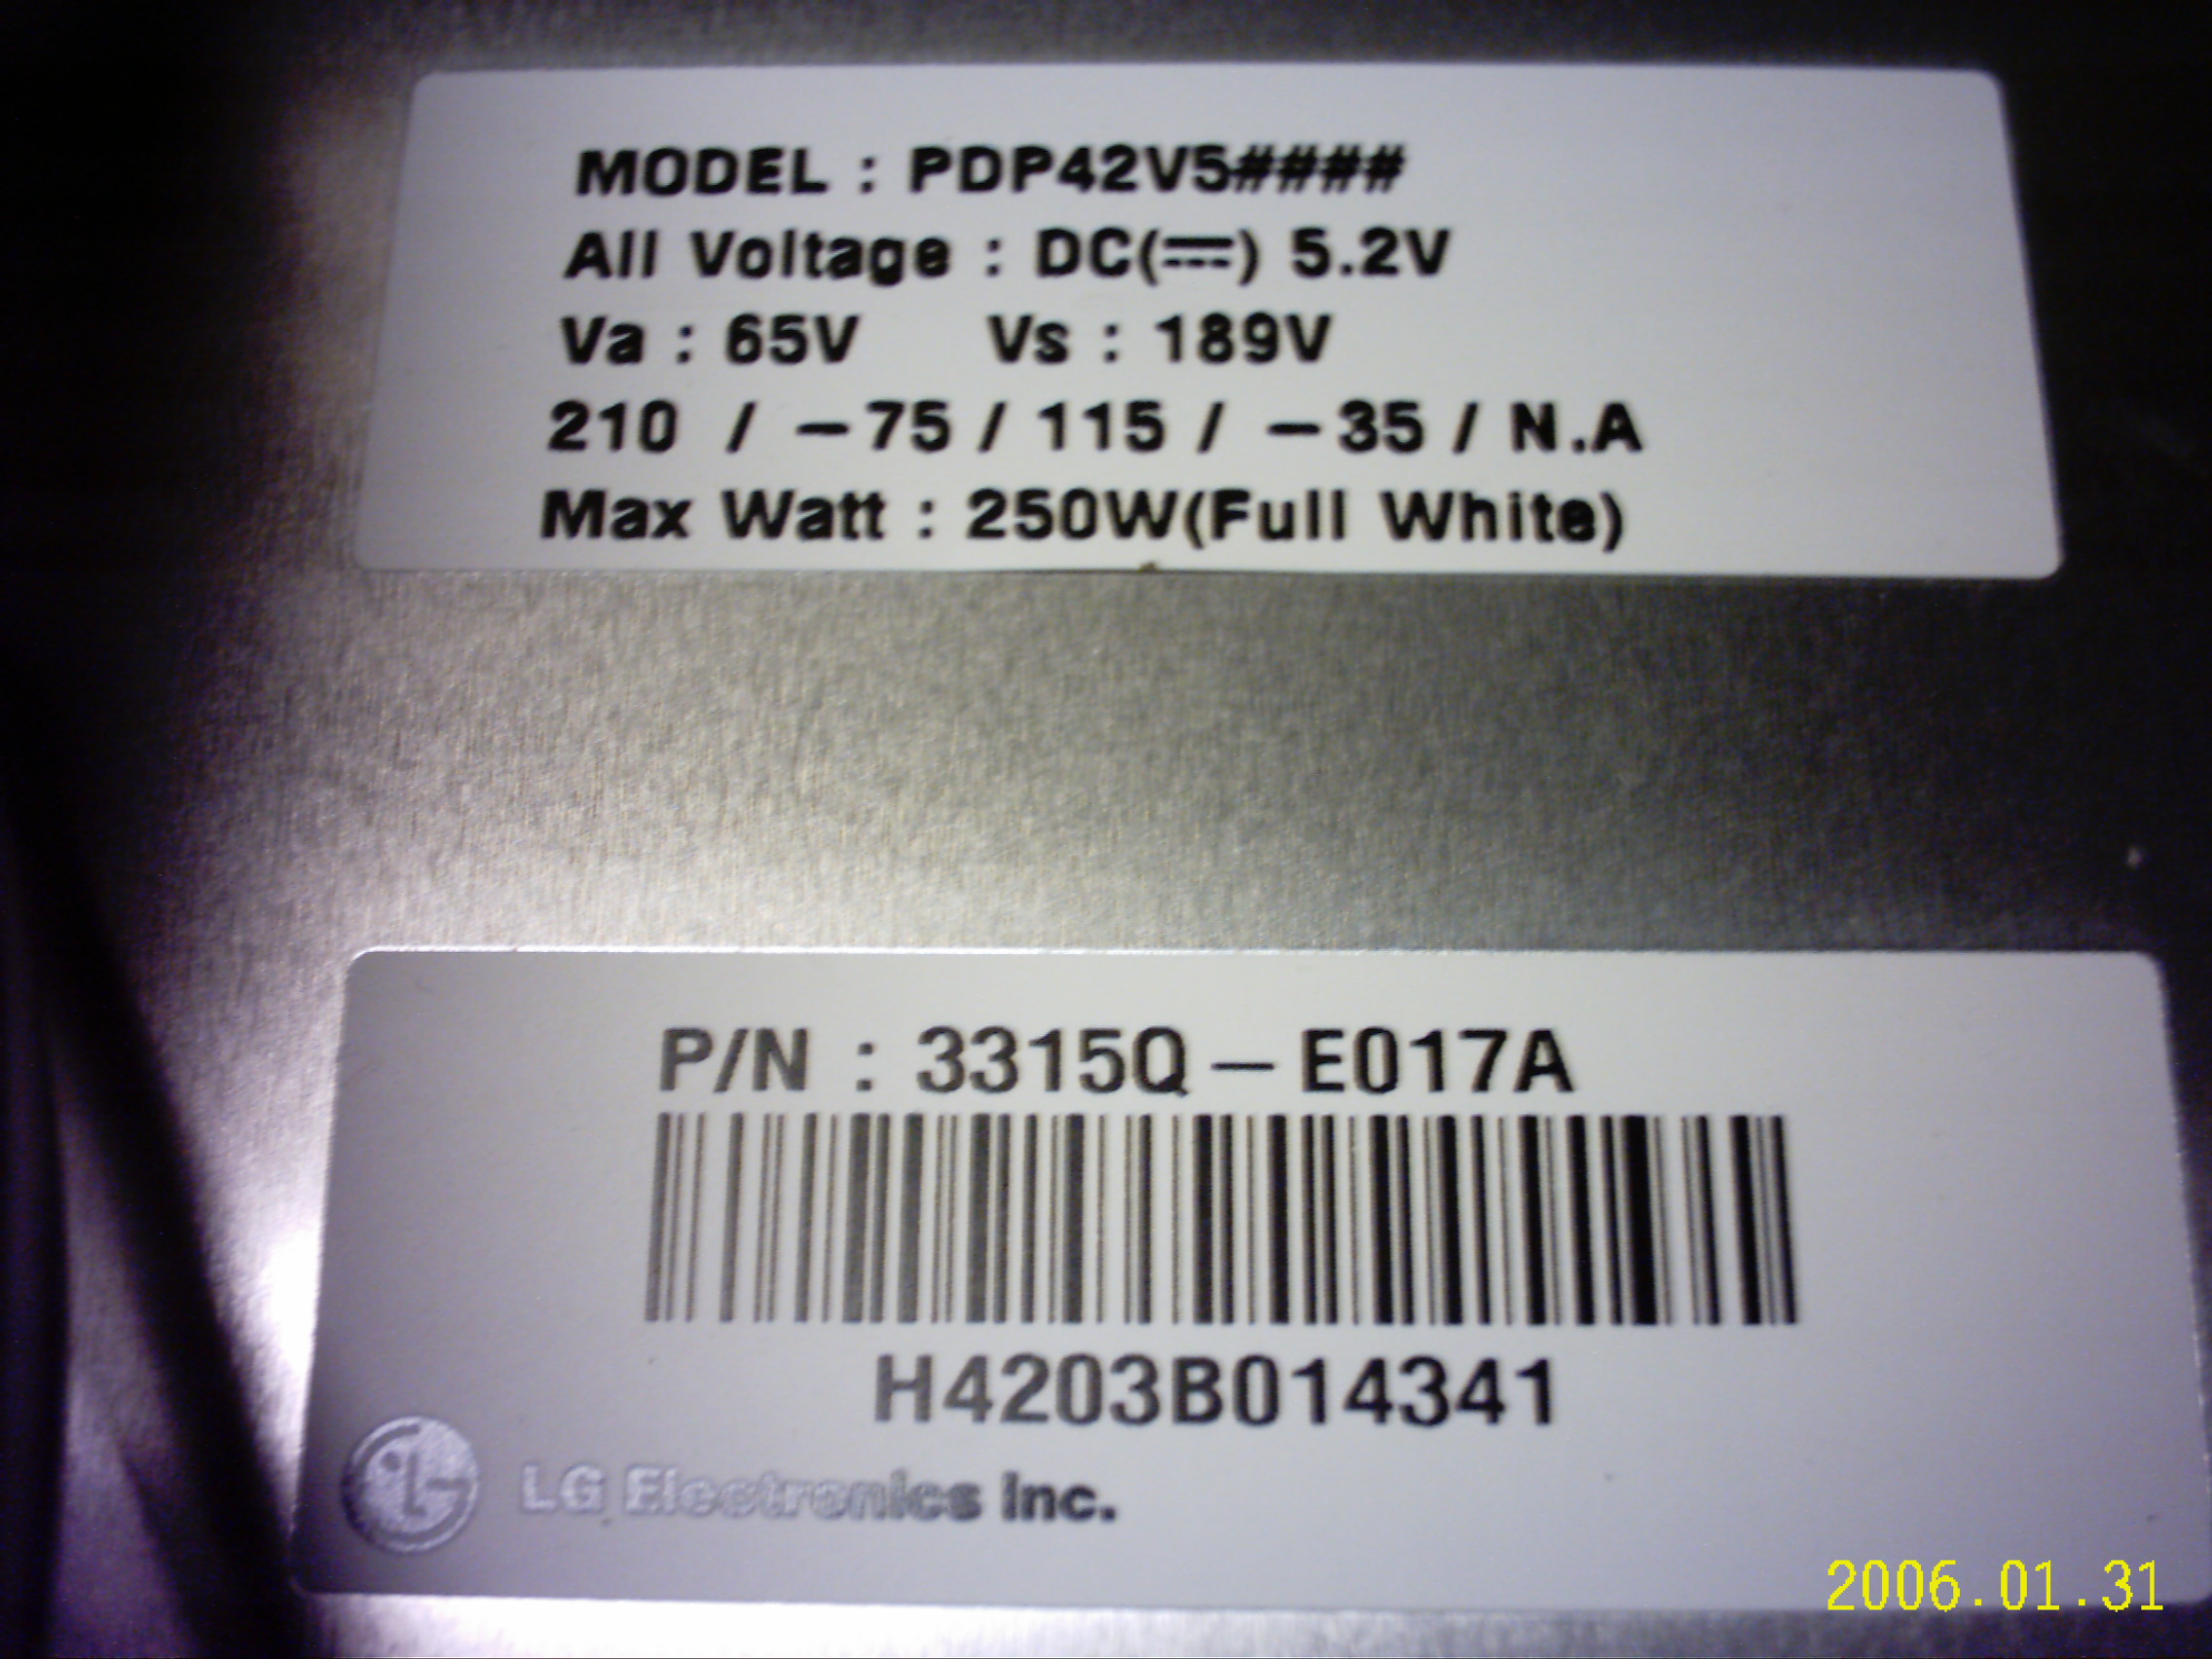 MODEL : PDP42V5####
All Voltage : DC(⎓) 5.2V
Va : 65V Vs : 189V
210 / -75 / 115 / -35 / N.A
Max Watt : 250W(Full White)
P/N : 3315Q - E017A
H4203B014341
LG Electronics Inc.
2006.01.31